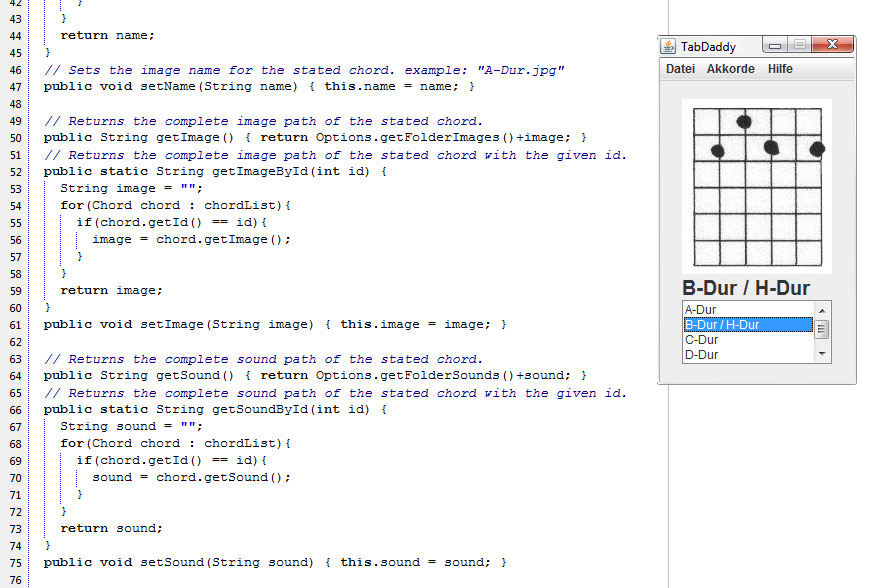 42 }
43 }
44 return name;
45 }
46 // Sets the image name for the stated chord. example: "A-Dur.jpg"
47 public void setName(String name) { this.name = name; }
48
49 // Returns the complete image path of the stated chord.
50 public String getImage() { return Options.getFolderImages()+image; }
51 // Returns the complete image path of the stated chord with the given id.
52 public static String getImageById(int id) {
53 String image = "";
54 for(Chord chord : chordList){
55 if(chord.getId() == id){
56 image = chord.getImage();
57 }
58 }
59 return image;
60 }
61 public void setImage(String image) { this.image = image; }
62
63 // Returns the complete sound path of the stated chord.
64 public String getSound() { return Options.getFolderSounds()+sound; }
65 // Returns the complete sound path of the stated chord with the given id.
66 public static String getSoundById(int id) {
67 String sound = "";
68 for(Chord chord : chordList){
69 if(chord.getId() == id){
70 sound = chord.getSound();
71 }
72 }
73 return sound;
74 }
75 public void setSound(String sound) { this.sound = sound; }
76
TabDaddy
Datei Akkorde Hilfe
B-Dur / H-Dur
A-Dur
B-Dur / H-Dur
C-Dur
D-Dur